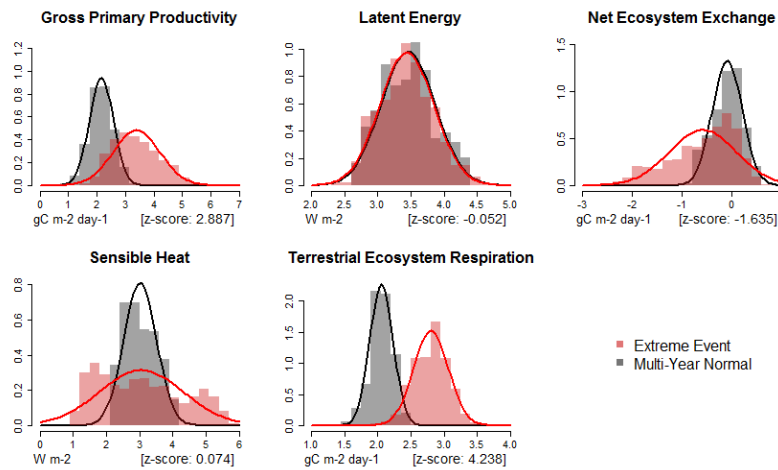 Gross Primary Productivity
0.0 0.2 0.4 0.6 0.8 1.0 1.2
0 1 2 3 4 5 6 7
gC m-2 day-1 [z-score: 2.887]
Latent Energy
0.0 0.2 0.4 0.6 0.8 1.0
2.0 2.5 3.0 3.5 4.0 4.5 5.0
W m-2 [z-score: -0.052]
Net Ecosystem Exchange
0.0 0.5 1.0 1.5
-3 -2 -1 0
gC m-2 day-1 [z-score: -1.635]
Sensible Heat
0.0 0.2 0.4 0.6 0.8
0 1 2 3 4 5 6
W m-2 [z-score: 0.074]
Terrestrial Ecosystem Respiration
0.0 0.5 1.0 1.5 2.0
1.0 1.5 2.0 2.5 3.0 3.5 4.0
gC m-2 day-1 [z-score: 4.238]
Extreme Event
Multi-Year Normal